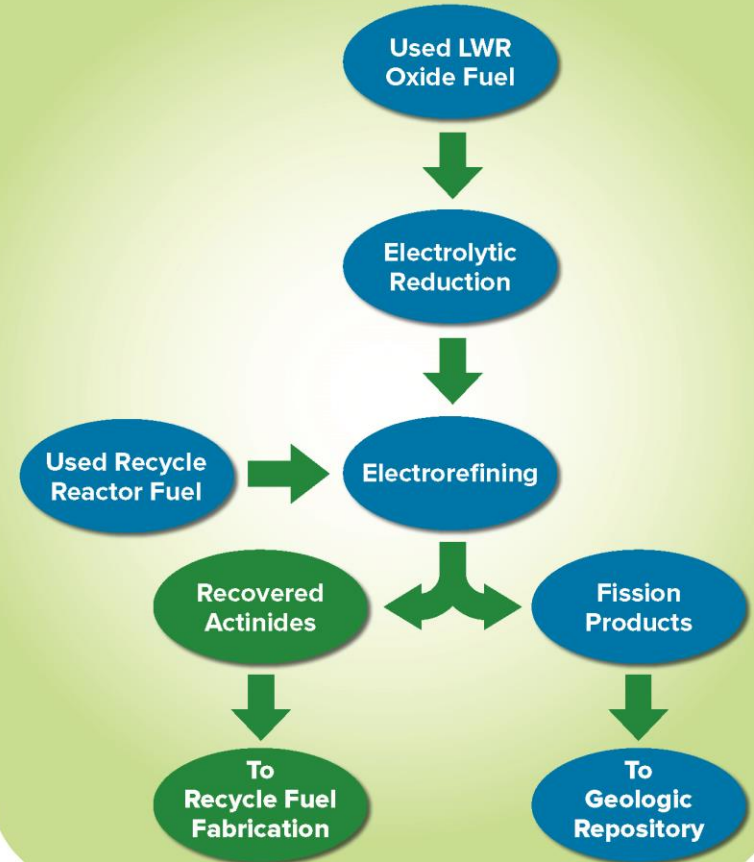 Used LWR
Oxide Fuel
Electrolytic
Reduction
Used Recycle
Reactor Fuel
Electrorefining
Recovered
Actinides
Fission
Products
To
Recycle Fuel
Fabrication
To
Geologic
Repository